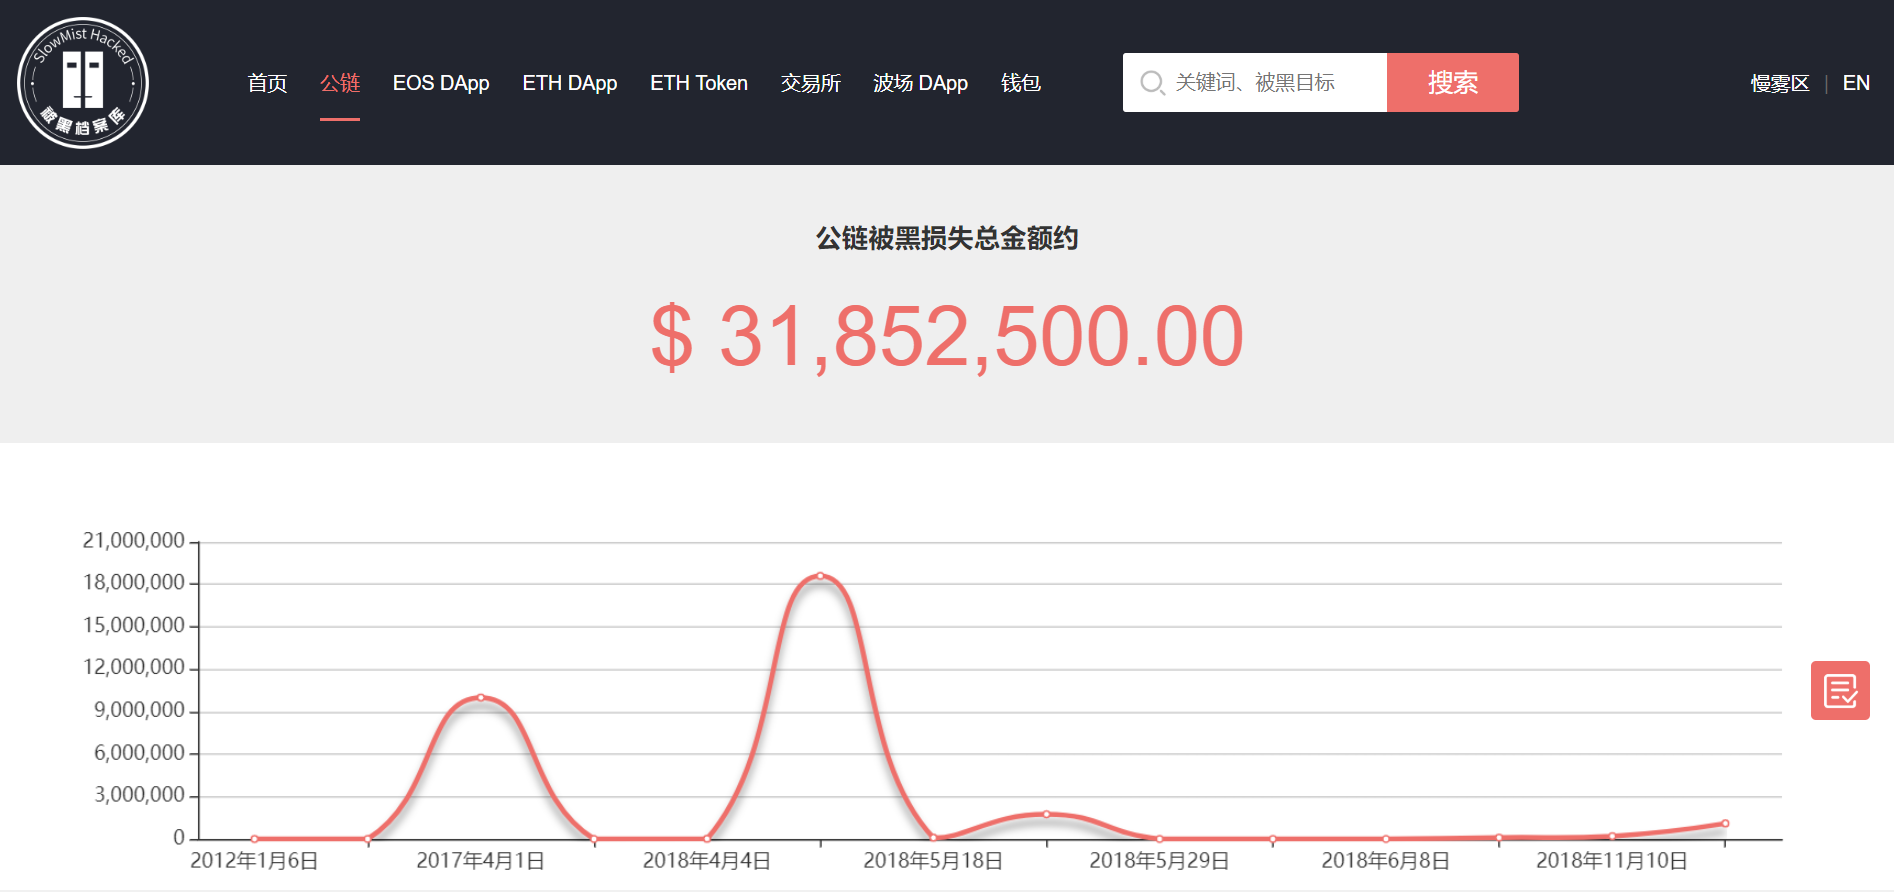 SlowMist Hacked
被黑档案库
首页 公链 EOS DApp ETH DApp ETH Token 交易所 波场 DApp 钱包
关键词、被黑目标
搜索
慢雾区 | EN
公链被黑损失总金额约
$ 31,852,500.00
21,000,000
18,000,000
15,000,000
12,000,000
9,000,000
6,000,000
3,000,000
0
2012年1月6日 2017年4月1日 2018年4月4日 2018年5月18日 2018年5月29日 2018年6月8日 2018年11月10日